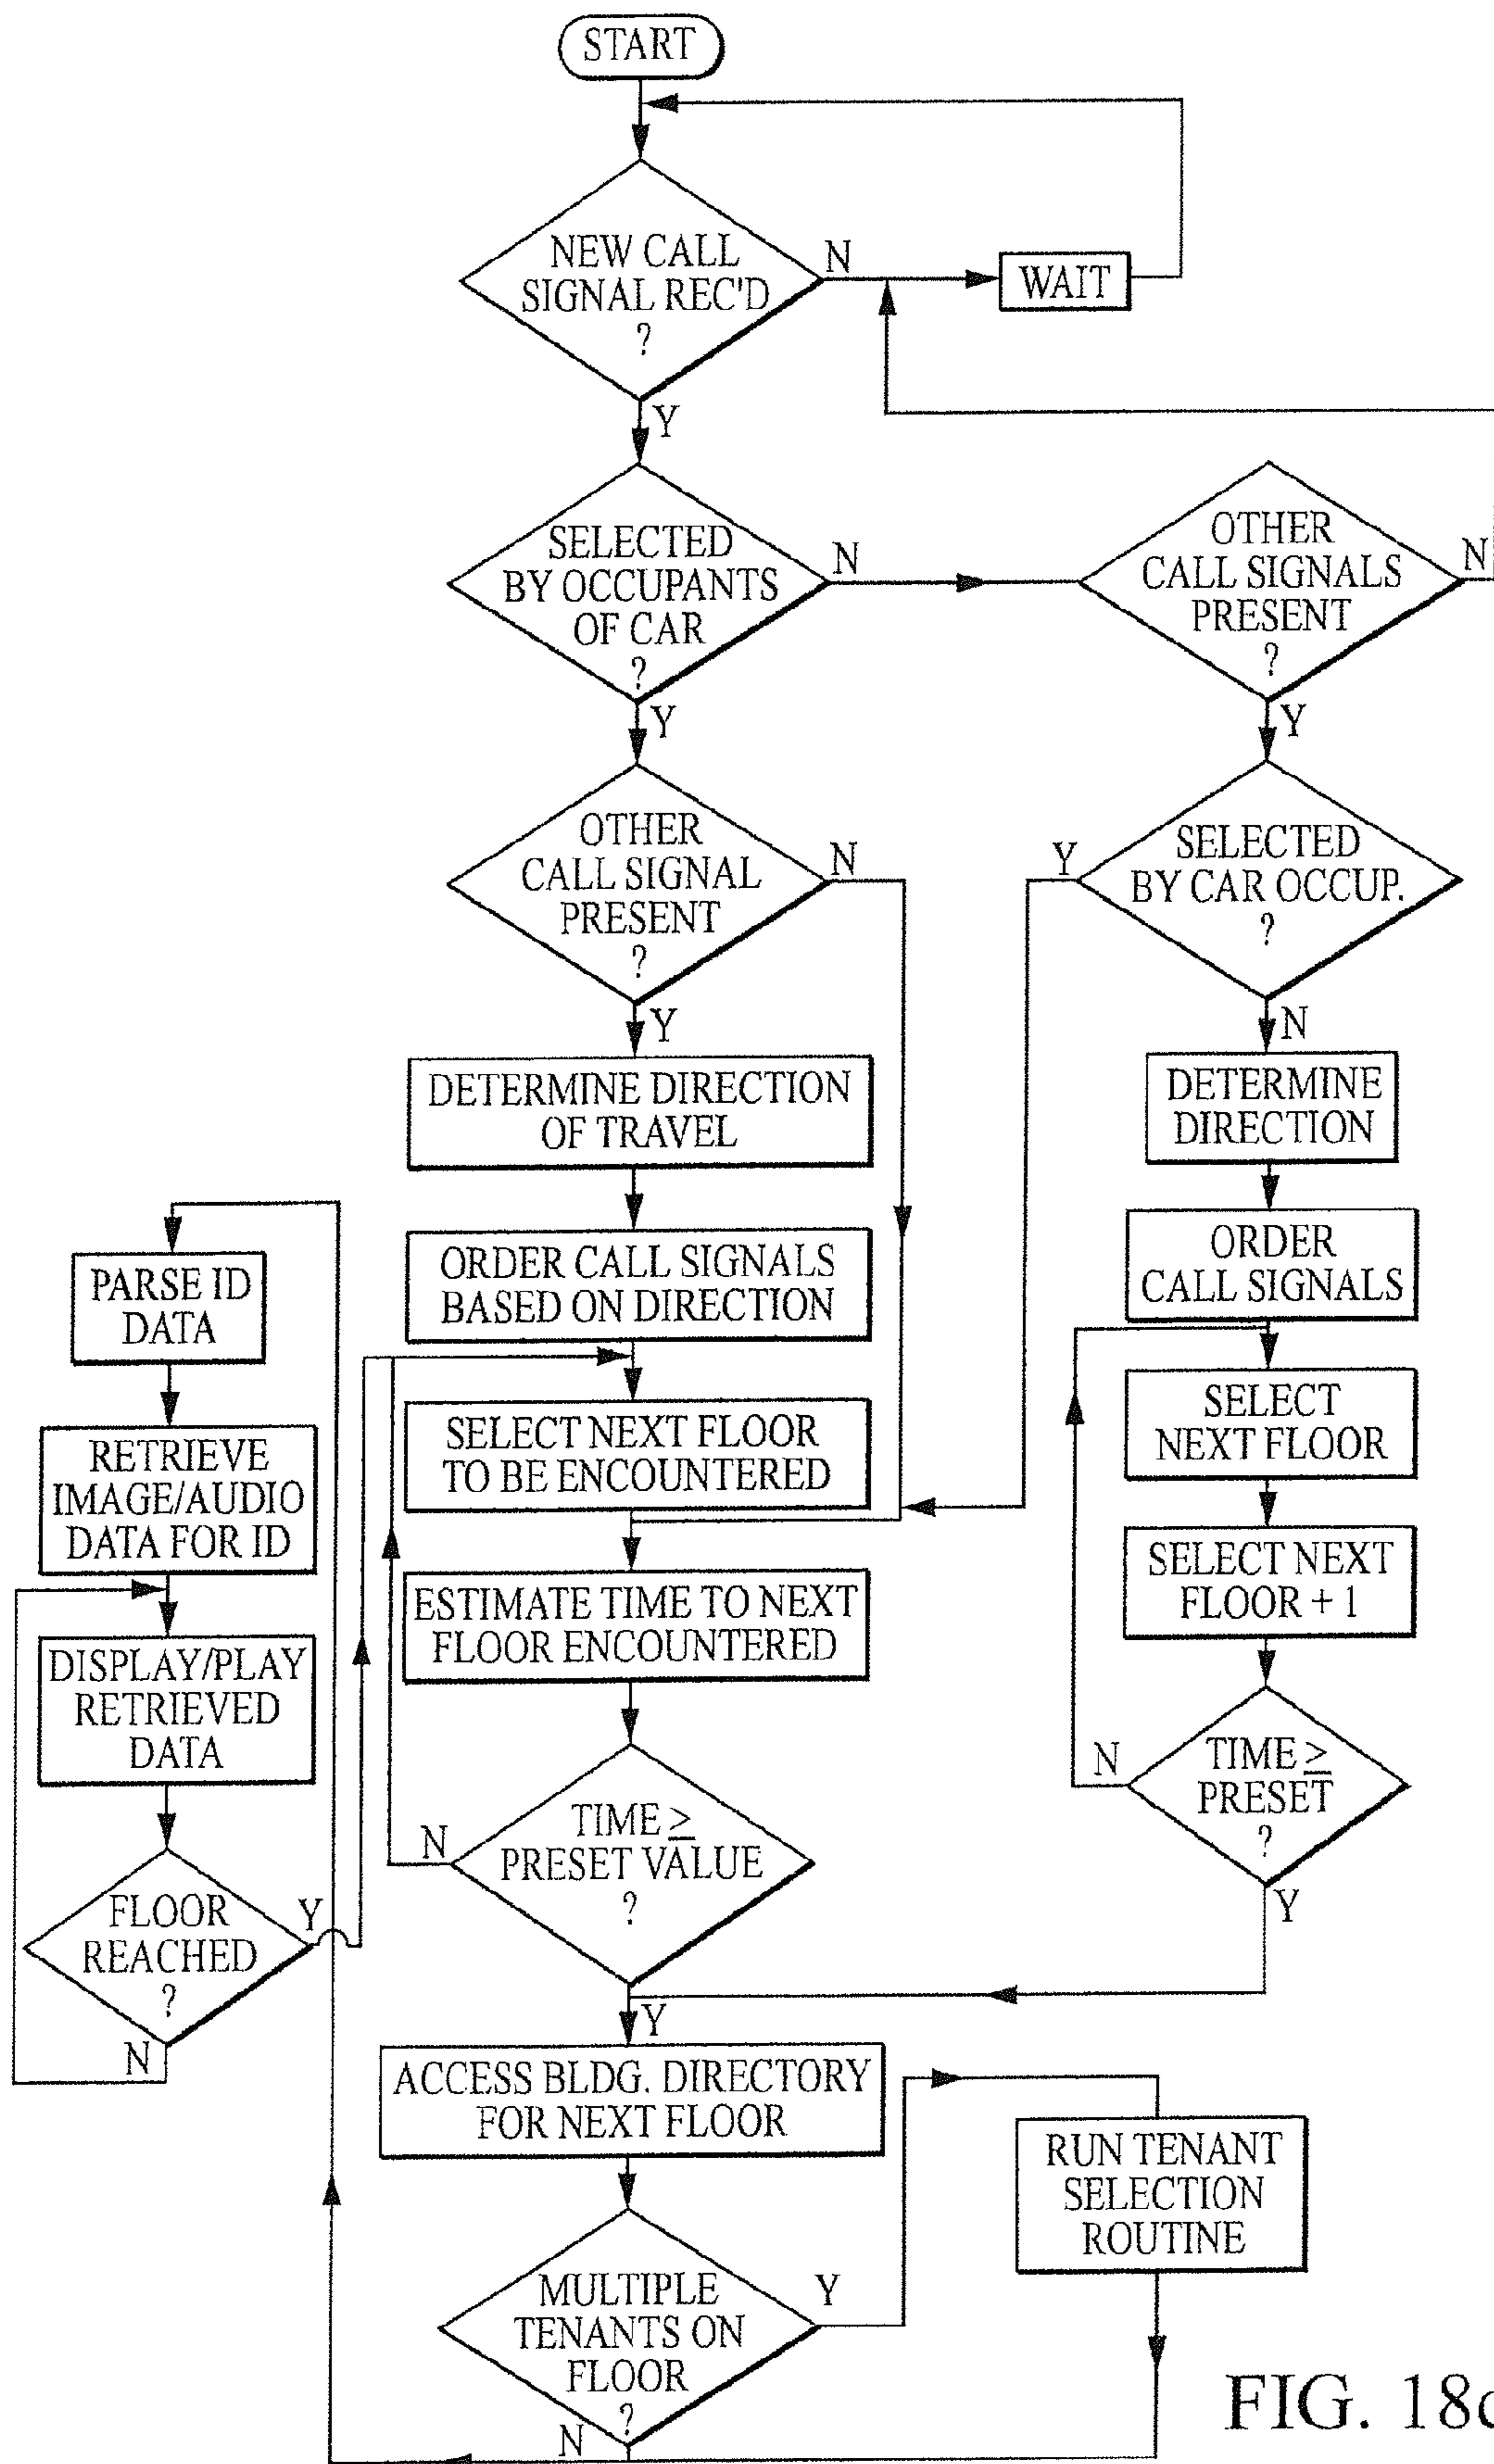 START
NEW CALL
SIGNAL REC'D
?
N
WAIT
Y
SELECTED
BY OCCUPANTS
OF CAR
?
N
OTHER
CALL SIGNALS
PRESENT
?
N
Y
Y
OTHER
CALL SIGNAL
PRESENT
?
N
Y
SELECTED
BY CAR OCCUP.
?
Y
N
DETERMINE DIRECTION
OF TRAVEL
DETERMINE
DIRECTION
ORDER CALL SIGNALS
BASED ON DIRECTION
ORDER
CALL SIGNALS
PARSE ID
DATA
SELECT NEXT FLOOR
TO BE ENCOUNTERED
SELECT
NEXT FLOOR
RETRIEVE
IMAGE/AUDIO
DATA FOR ID
SELECT NEXT
FLOOR + 1
ESTIMATE TIME TO NEXT
FLOOR ENCOUNTERED
DISPLAY/PLAY
RETRIEVED
DATA
N
TIME ≥
PRESET
?
Y
N
TIME ≥
PRESET VALUE
?
Y
FLOOR
REACHED
?
Y
N
ACCESS BLDG. DIRECTORY
FOR NEXT FLOOR
RUN TENANT
SELECTION
ROUTINE
MULTIPLE
TENANTS ON
FLOOR
?
Y
N
FIG.